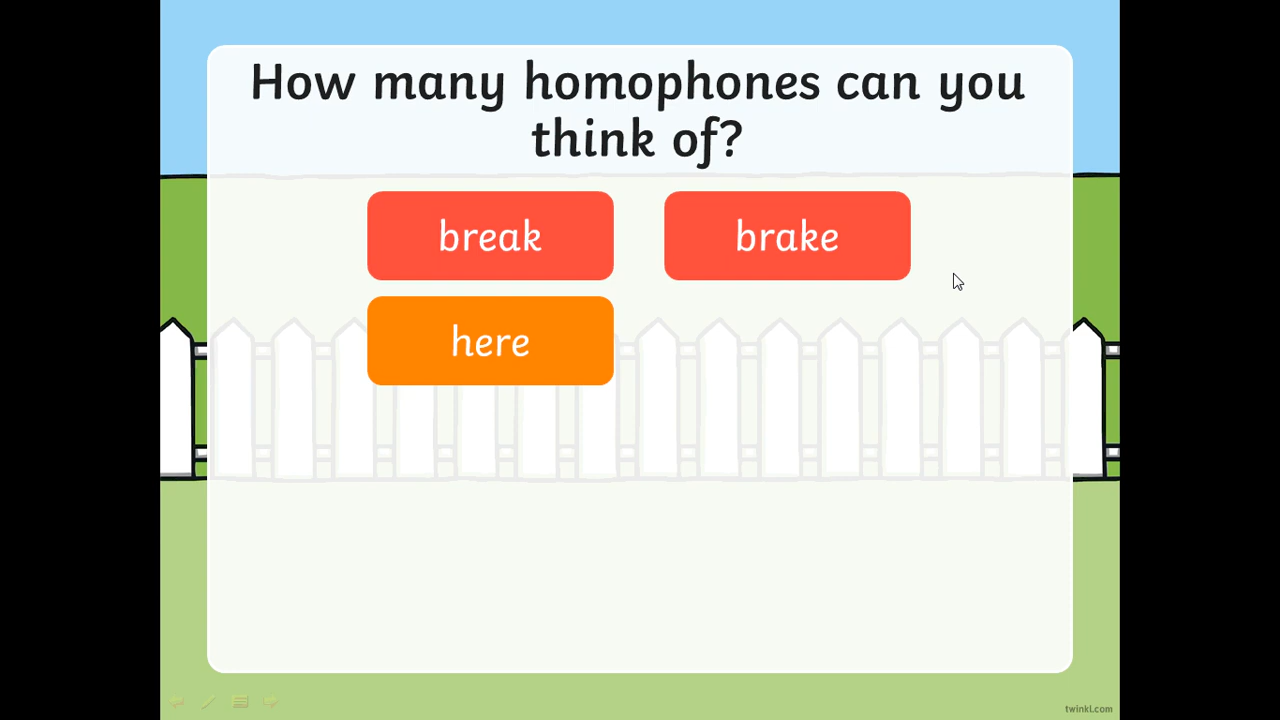 How many homophones can you
think of?
break brake
here
twinkl.com